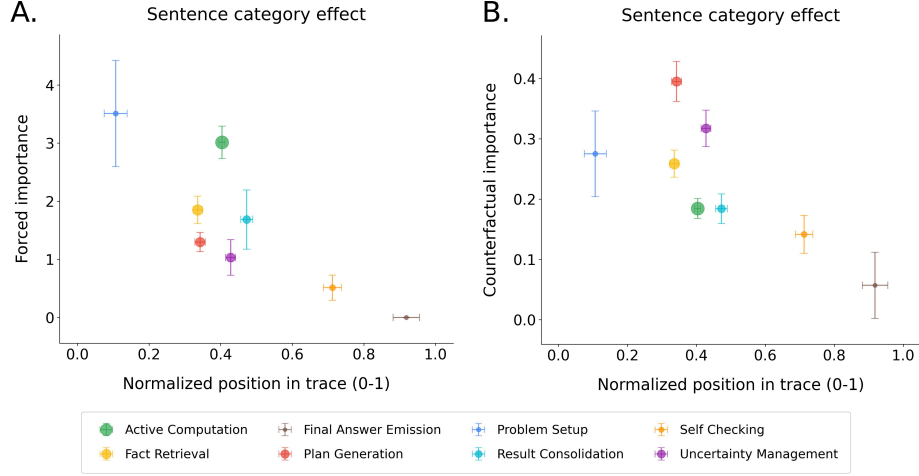 A.
Sentence category effect
Forced importance
4
3
2
1
0
0.0 0.2 0.4 0.6 0.8 1.0
Normalized position in trace (0-1)
B.
Sentence category effect
Counterfactual importance
0.4
0.3
0.2
0.1
0.0
0.0 0.2 0.4 0.6 0.8 1.0
Normalized position in trace (0-1)
Active Computation Final Answer Emission Problem Setup Self Checking
Fact Retrieval Plan Generation Result Consolidation Uncertainty Management